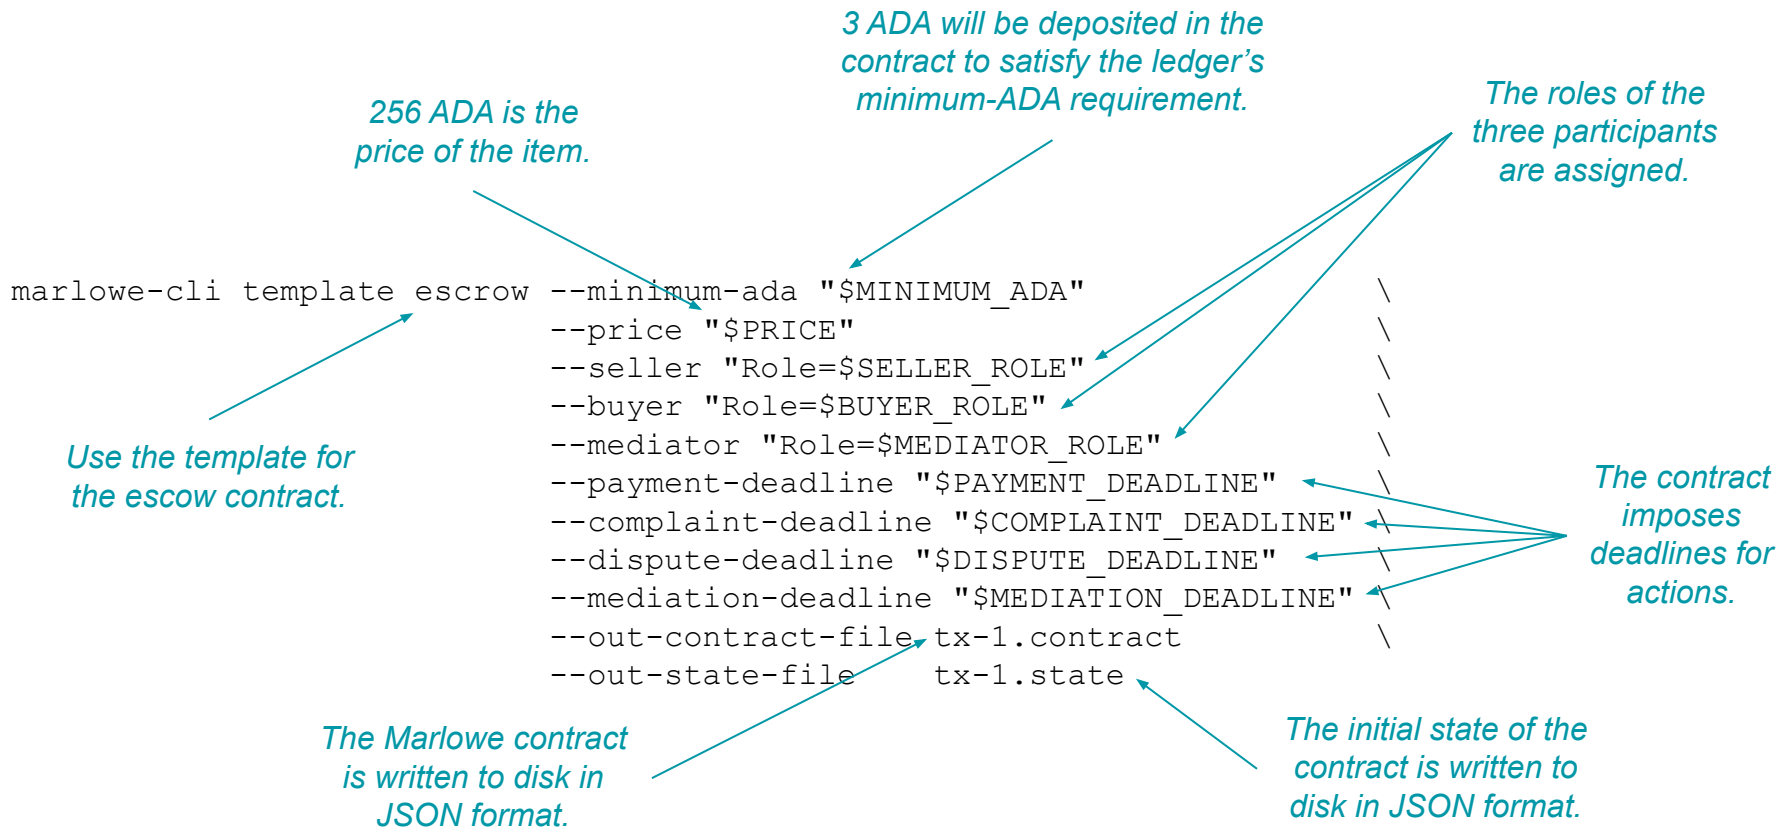 3 ADA will be deposited in the
contract to satisfy the ledger’s
minimum-ADA requirement.
256 ADA is the
price of the item.
The roles of the
three participants
are assigned.
marlowe-cli template escrow --minimum-ada "$MINIMUM_ADA" \
--price "$PRICE" \
--seller "Role=$SELLER_ROLE" \
--buyer "Role=$BUYER_ROLE" \
--mediator "Role=$MEDIATOR_ROLE" \
--payment-deadline "$PAYMENT_DEADLINE" \
--complaint-deadline "$COMPLAINT_DEADLINE" \
--dispute-deadline "$DISPUTE_DEADLINE" \
--mediation-deadline "$MEDIATION_DEADLINE" \
--out-contract-file tx-1.contract \
--out-state-file tx-1.state
Use the template for
the escow contract.
The contract
imposes
deadlines for
actions.
The Marlowe contract
is written to disk in
JSON format.
The initial state of the
contract is written to
disk in JSON format.